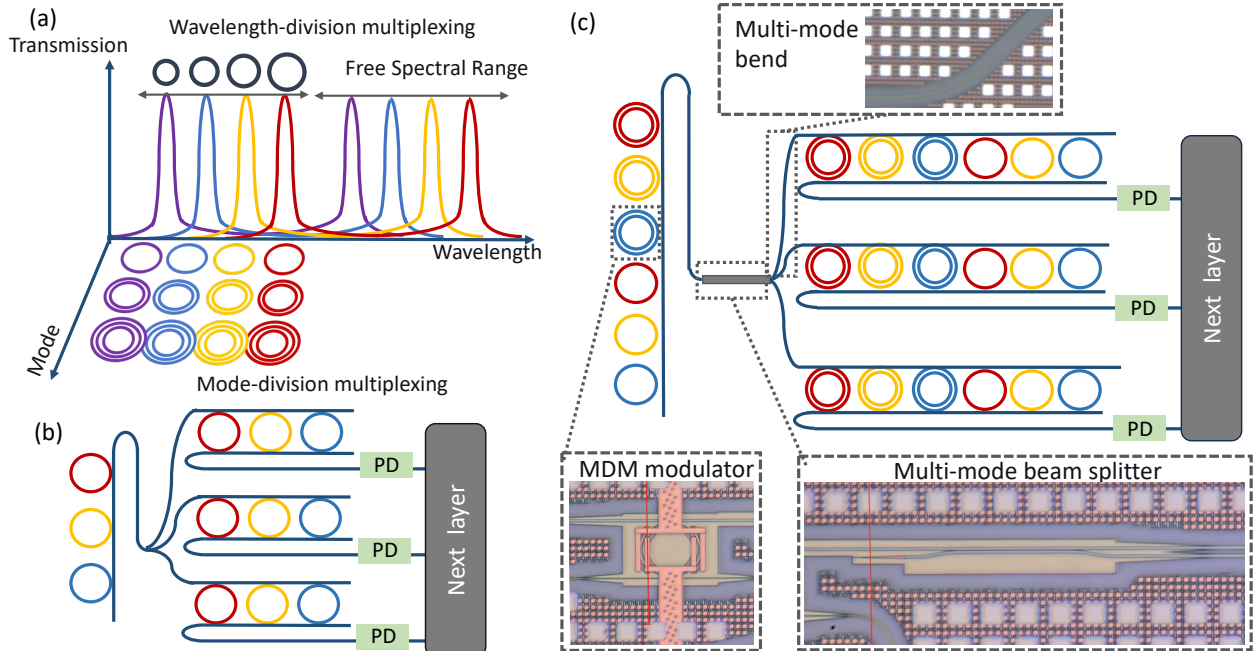 (a)
Transmission
Wavelength-division multiplexing
Free Spectral Range
Wavelength
Mode
Mode-division multiplexing
(b)
PD
PD
PD
Next layer
(c)
Multi-mode
bend
PD
PD
PD
Next layer
MDM modulator
Multi-mode beam splitter